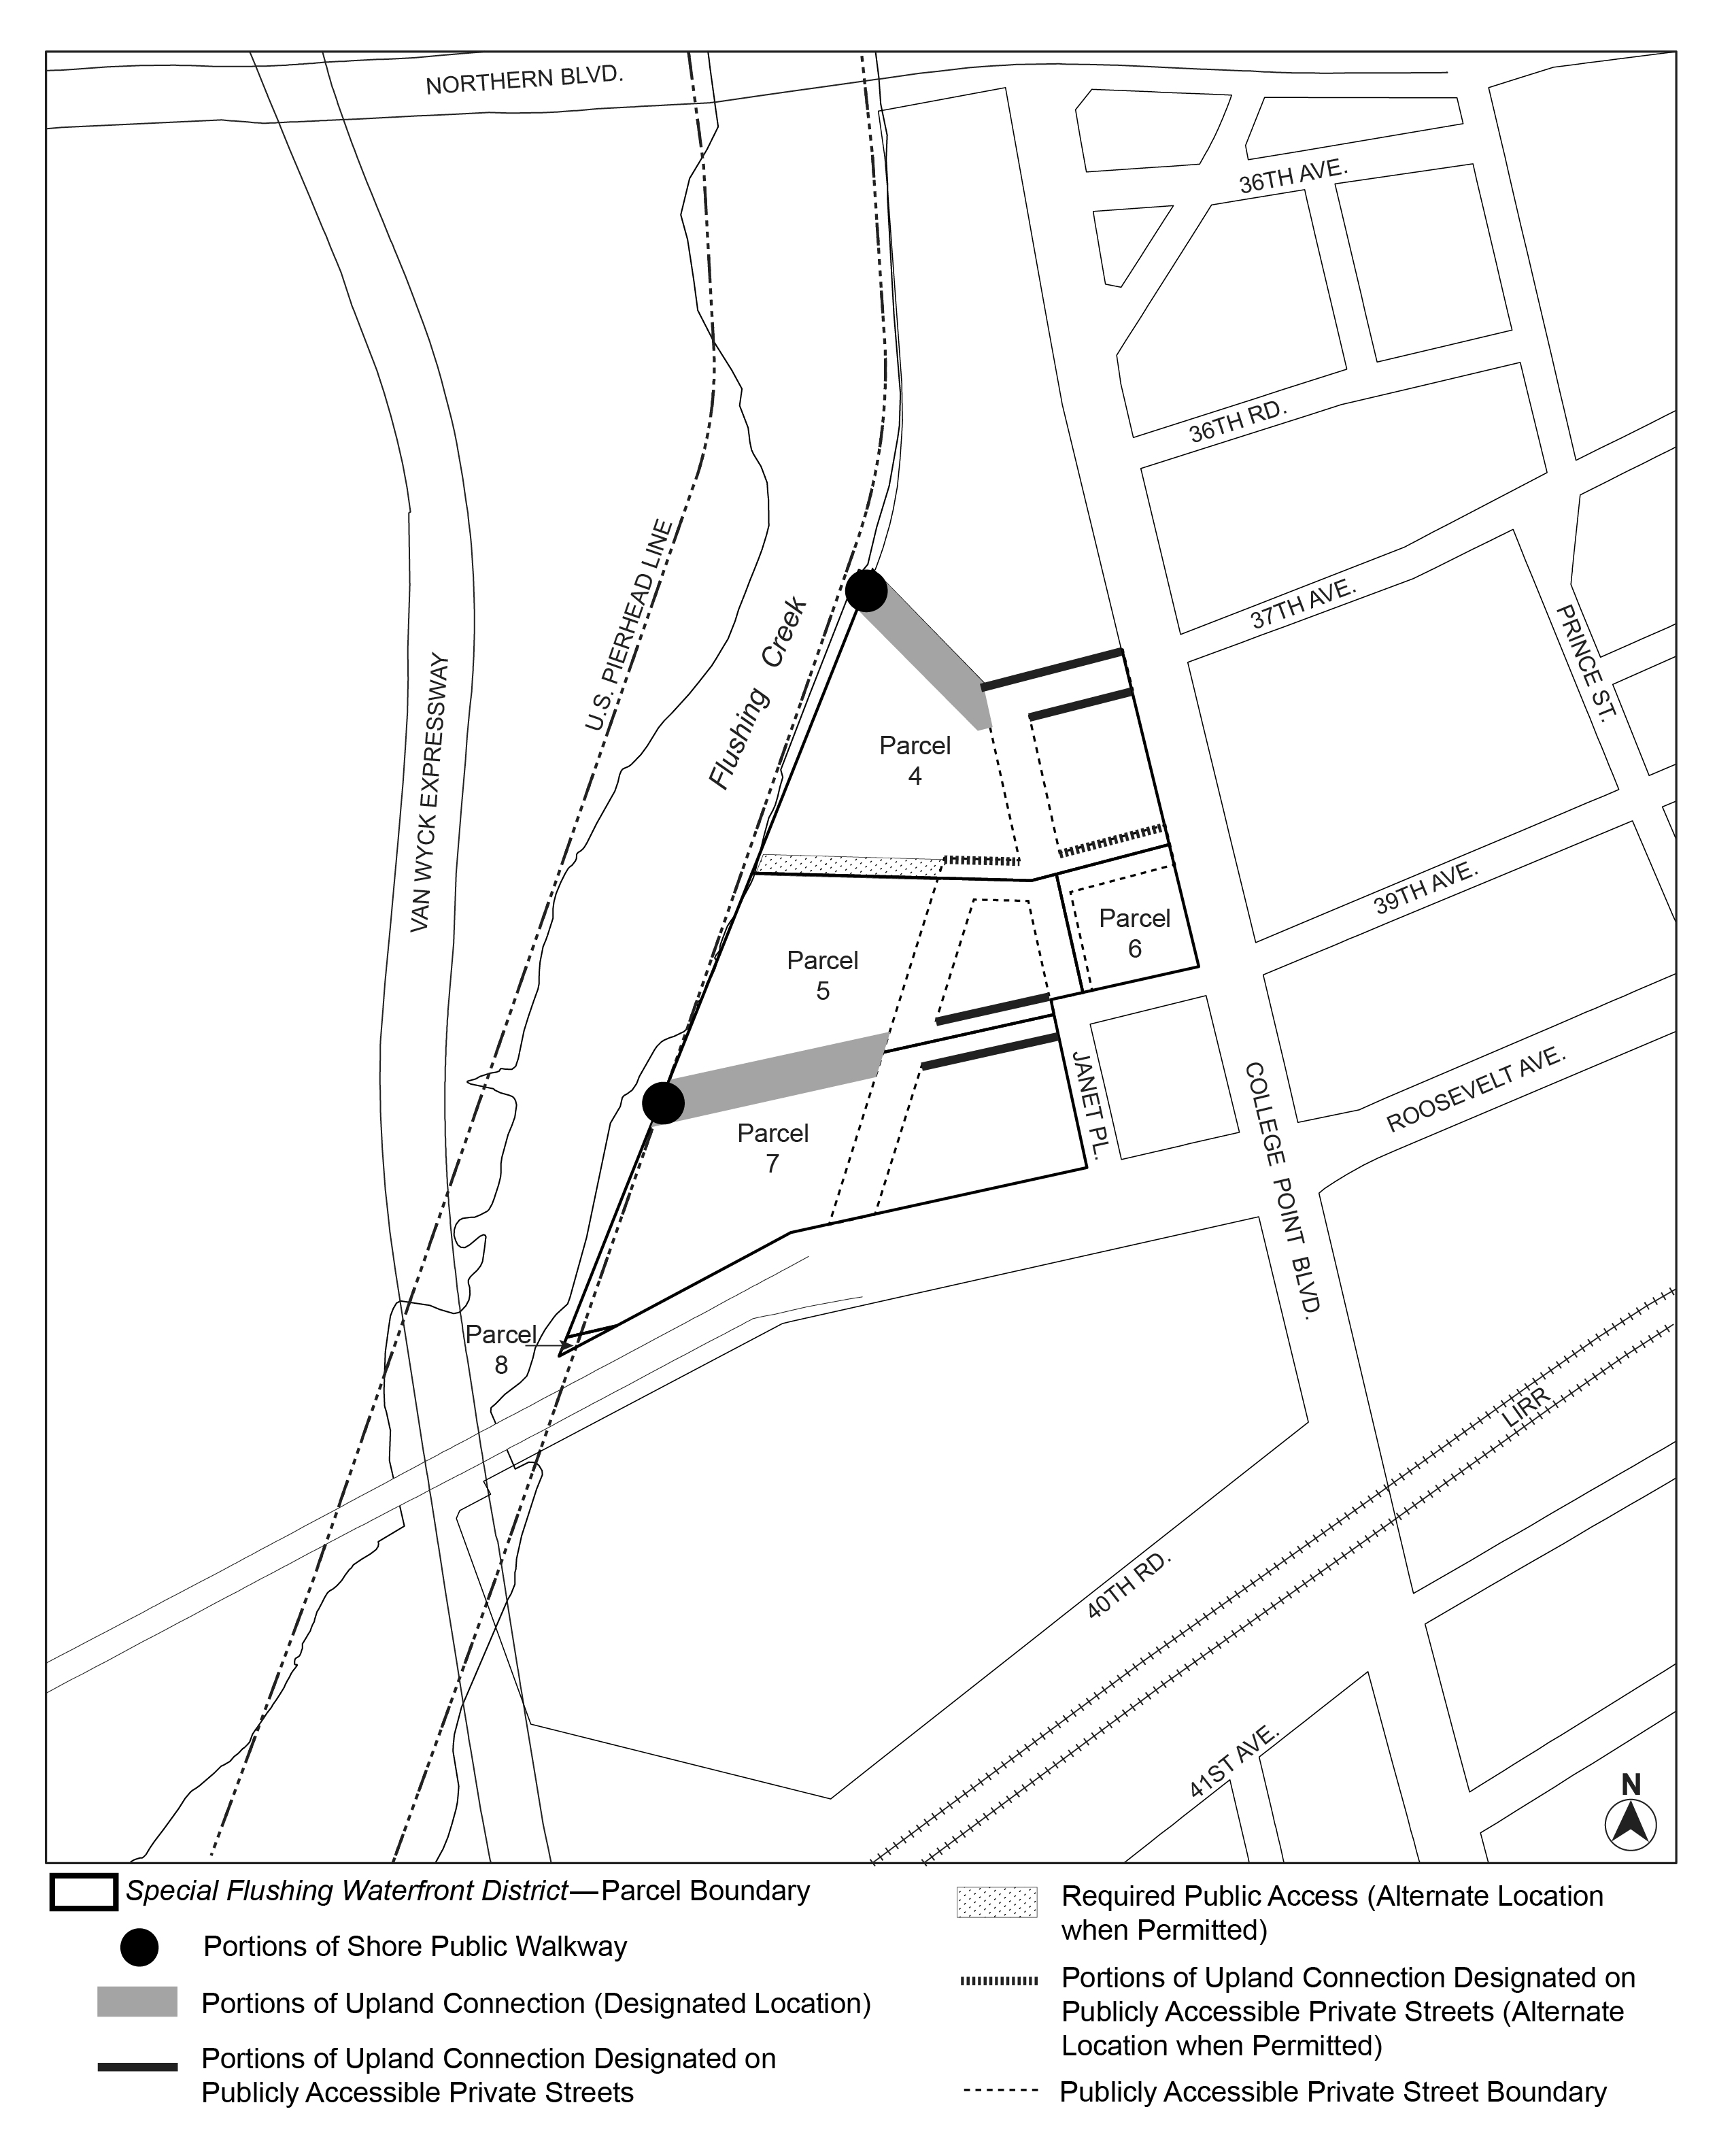 NORTHERN BLVD.
36TH AVE.
36TH RD.
37TH AVE.
PRINCE ST.
U.S. PIERHEAD LINE
Flushing Creek
VAN WYCK EXPRESSWAY
Parcel
4
39TH AVE.
Parcel
6
Parcel
5
JANET PL.
COLLEGE POINT BLVD.
ROOSEVELT AVE.
Parcel
7
Parcel
8
LIRR
40TH RD.
41ST AVE.
N
Special Flushing Waterfront District—Parcel Boundary
Portions of Shore Public Walkway
Portions of Upland Connection (Designated Location)
Portions of Upland Connection Designated on
Publicly Accessible Private Streets
Required Public Access (Alternate Location
when Permitted)
Portions of Upland Connection Designated on
Publicly Accessible Private Streets (Alternate
Location when Permitted)
Publicly Accessible Private Street Boundary